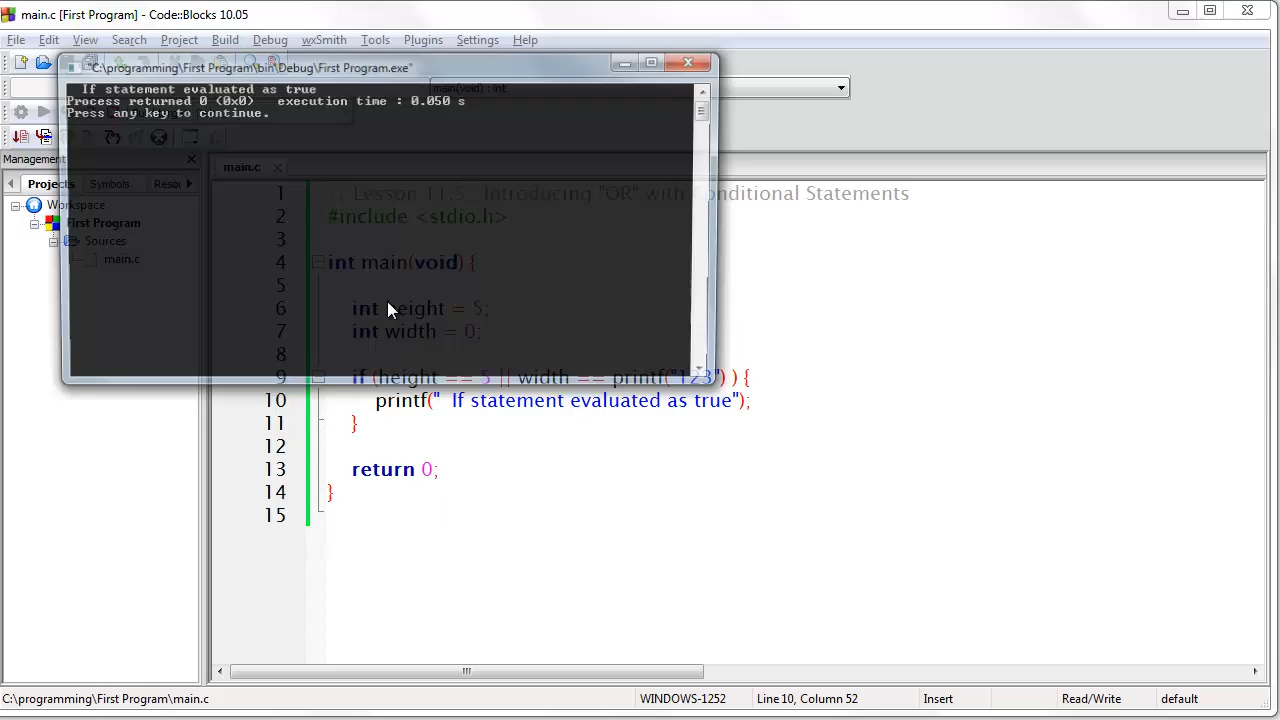 main.c [First Program] - Code::Blocks 10.05
File Edit View Search Project Build Debug wxSmith Tools Plugins Settings Help
"C:\programming\First Program\bin\Debug\First Program.exe"
main(void) : int
If statement evaluated as true
Process returned 0 (0x0)   execution time : 0.050 s
Press any key to continue.
Management
Projects Symbols
Workspace
First Program
Sources
main.c
main.c
1 Lesson 11.5 Introducing "OR" with Conditional Statements
2 #include <stdio.h>
3
4 int main(void) {
5
6 int height = 5;
7 int width = 0;
8
9 if (height == 5 || width == printf("123") ) {
10 printf("  If statement evaluated as true");
11 }
12
13 return 0;
14 }
15
C:\programming\First Program\main.c WINDOWS-1252 Line 10, Column 52 Insert Read/Write default